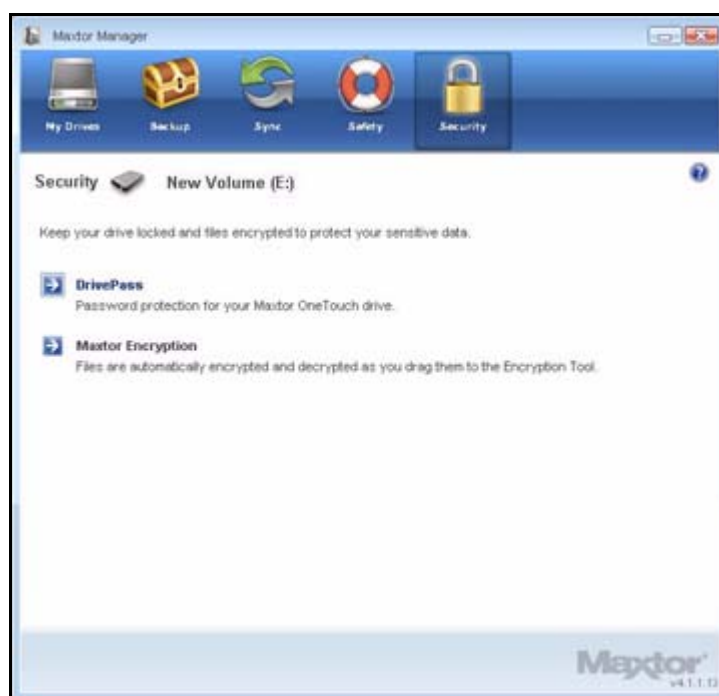 Maxtor Manager
My Drives Backup Sync Safety Security
Security New Volume (E:)
Keep your drive locked and files encrypted to protect your sensitive data.
DrivePass
Password protection for your Maxtor OneTouch drive.
Maxtor Encryption
Files are automatically encrypted and decrypted as you drag them to the Encryption Tool.
Maxtor